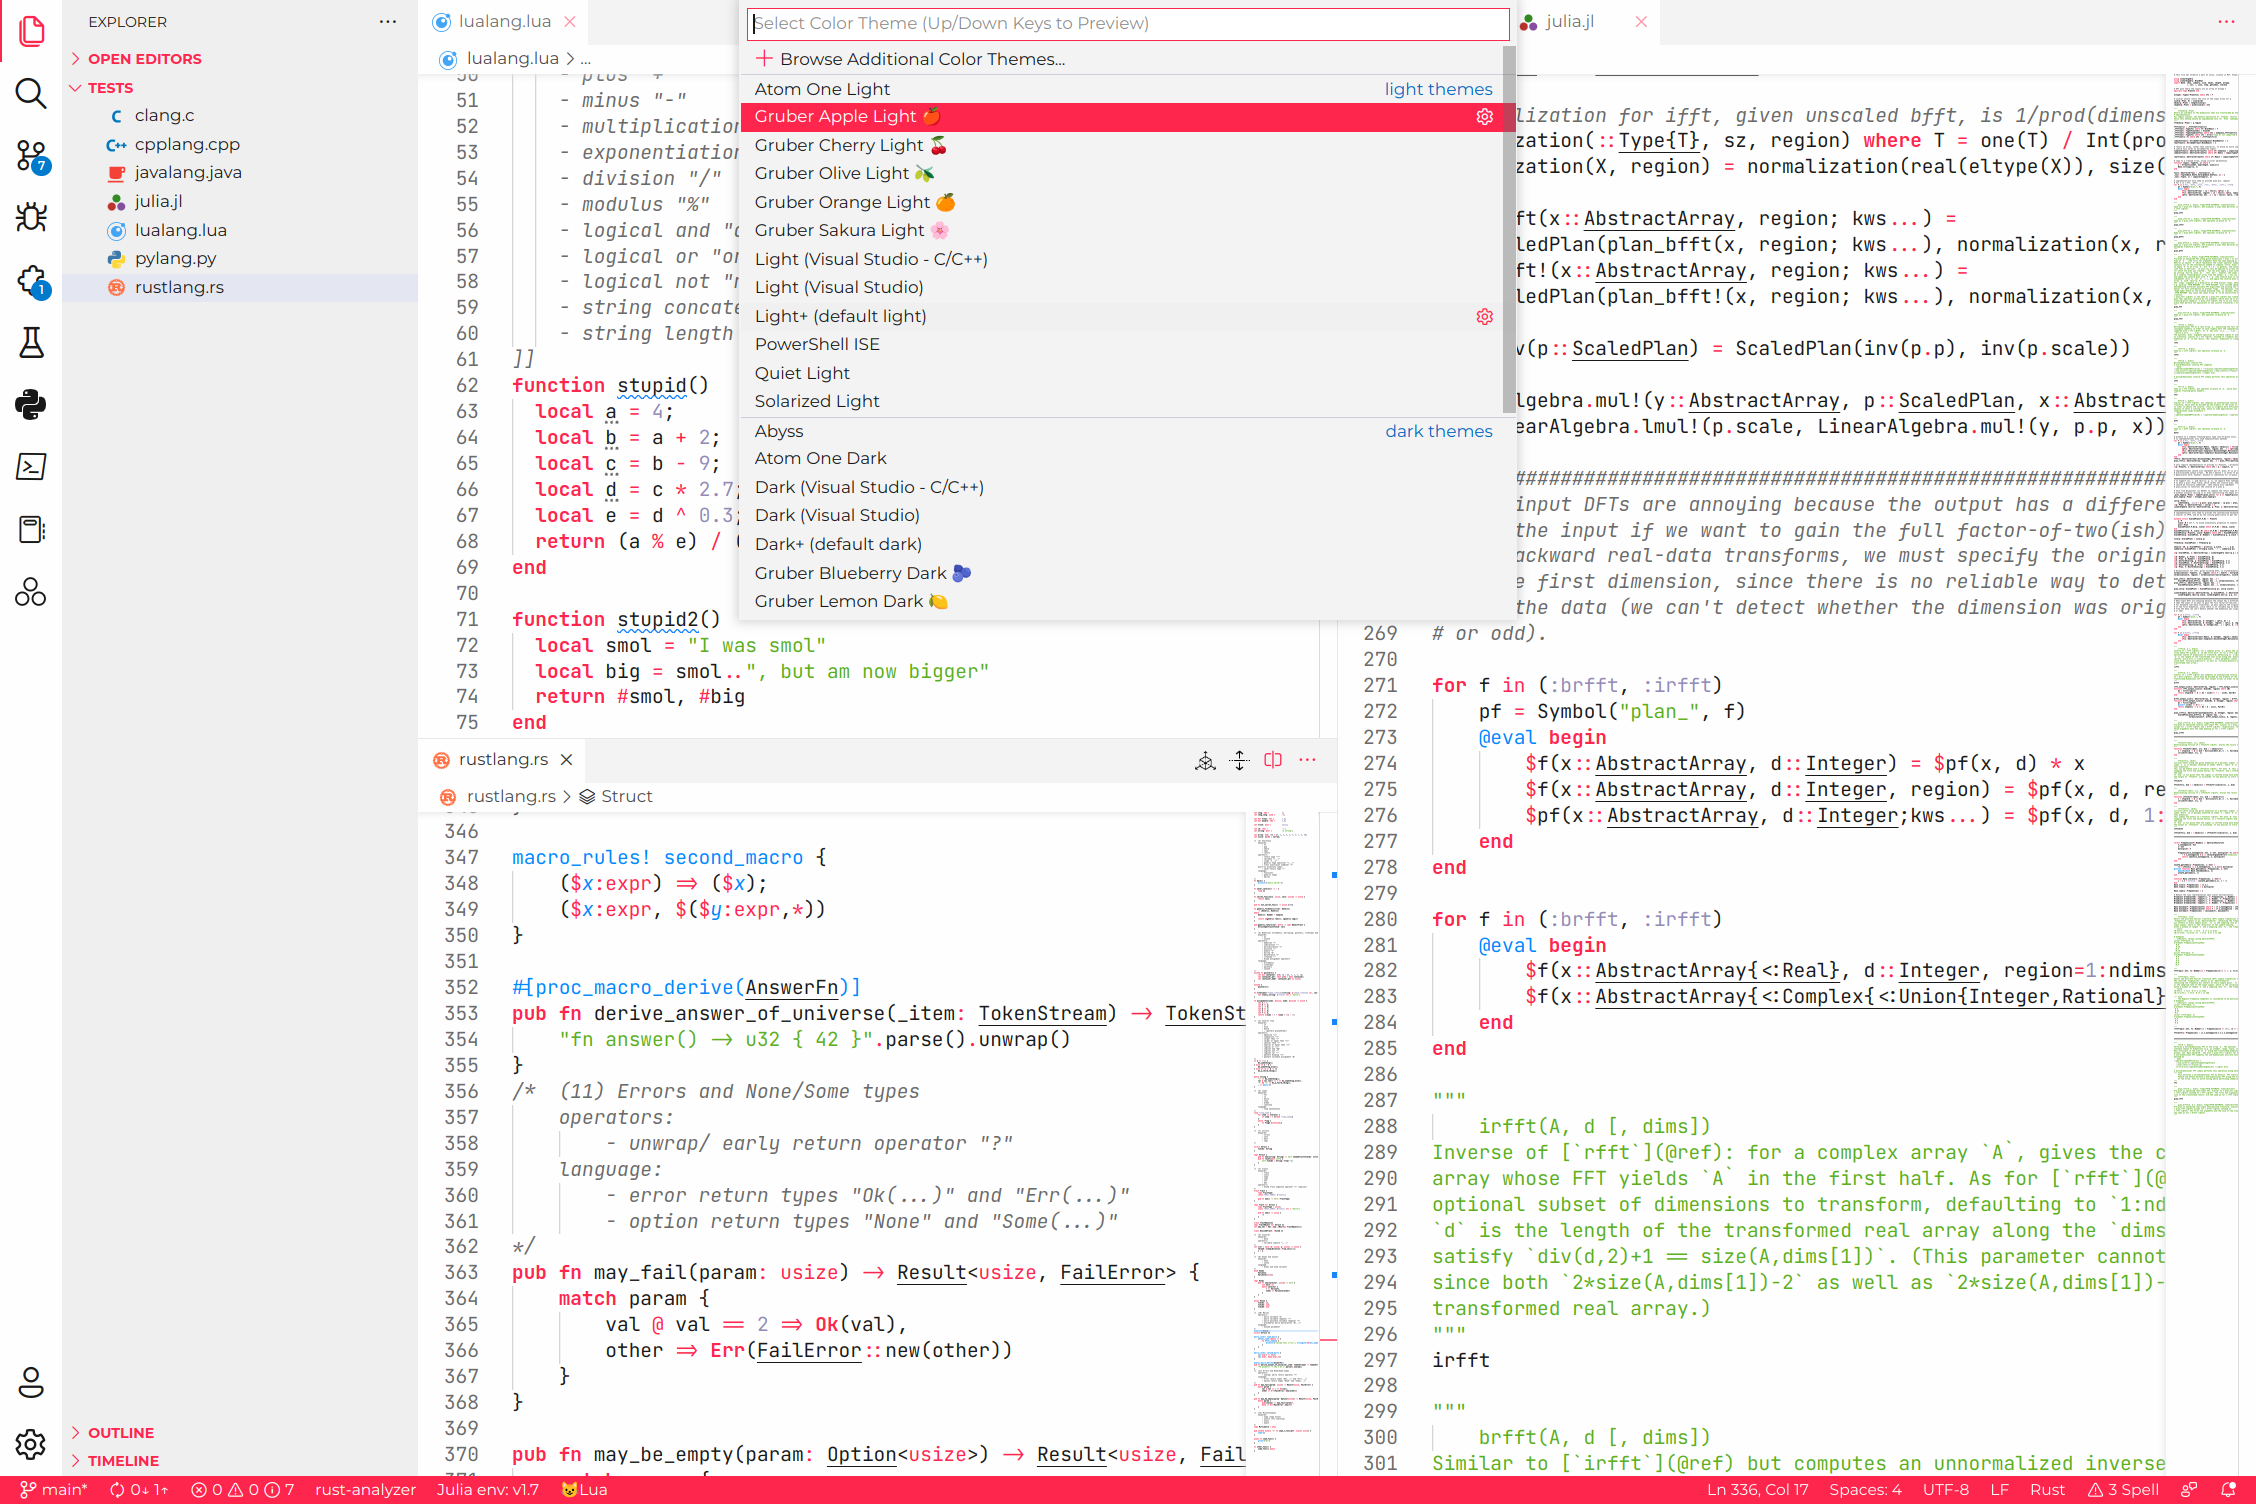 EXPLORER
OPEN EDITORS
TESTS
clang.c
cpplang.cpp
javalang.java
julia.jl
lualang.lua
pylang.py
rustlang.rs
OUTLINE
TIMELINE
7
1
lualang.lua
lualang.lua > ...
51 - minus "-"
52 - multiplication
53 - exponentiation
54 - division "/"
55 - modulus "%"
56 - logical and "
57 - logical or "
58 - logical not "
59 - string
60 - string length
61 ]]
62 function stupid()
63 local a = 4;
64 local b = a + 2;
65 local c = b - 9;
66 local d = c * 2.7;
67 local e = d ^ 0.3;
68 return (a % e) / (
69 end
70
71 function stupid2()
72 local smol = "I was smol"
73 local big = smol..", but am now bigger"
74 return #smol, #big
75 end
Select Color Theme (Up/Down Keys to Preview)
Browse Additional Color Themes...
Atom One Light light themes
Gruber Apple Light 🍎
Gruber Cherry Light 🍒
Gruber Olive Light 🫒
Gruber Orange Light 🍊
Gruber Sakura Light 🌸
Light (Visual Studio - C/C++)
Light (Visual Studio)
Light+ (default light)
PowerShell ISE
Quiet Light
Solarized Light
Abyss dark themes
Atom One Dark
Dark (Visual Studio - C/C++)
Dark (Visual Studio)
Dark+ (default dark)
Gruber Blueberry Dark 🫐
Gruber Lemon Dark 🍋
rustlang.rs
rustlang.rs > Struct
346
347 macro_rules! second_macro {
348 ($x:expr) => ($x);
349 ($x:expr, $($y:expr,*))
350 }
351
352 #[proc_macro_derive(AnswerFn)]
353 pub fn derive_answer_of_universe(_item: TokenStream) -> TokenSt
354 "fn answer() -> u32 { 42 }".parse().unwrap()
355 }
356 /* (11) Errors and None/Some types
357 operators:
358 - unwrap/ early return operator "?"
359 language:
360 - error return types "Ok(...)" and "Err(...)"
361 - option return types "None" and "Some(...)"
362 */
363 pub fn may_fail(param: usize) -> Result<usize, FailError> {
364 match param {
365 val @ val == 2 => Ok(val),
366 other => Err(FailError::new(other))
367 }
368 }
369
370 pub fn may_be_empty(param: Option<usize>) -> Result<usize, Fail
julia.jl
lization for ifft, given unscaled bfft, is 1/prod(dimens
zation(::Type{T}, sz, region) where T = one(T) / Int(pro
zation(X, region) = normalization(real(eltype(X)), size(
ft(x::AbstractArray, region; kws...) =
ledPlan(plan_bfft(x, region; kws...), normalization(x, r
ft!(x::AbstractArray, region; kws...) =
ledPlan(plan_bfft!(x, region; kws...), normalization(x,
v(p::ScaledPlan) = ScaledPlan(inv(p.p), inv(p.scale))
lgebra.mul!(y::AbstractArray, p::ScaledPlan, x::Abstract
earAlgebra.lmul!(p.scale, LinearAlgebra.mul!(y, p.p, x))
########################################################
input DFTs are annoying because the output has a differe
the input if we want to gain the full factor-of-two(ish)
ackward real-data transforms, we must specify the origin
e first dimension, since there is no reliable way to det
the data (we can't detect whether the dimension was orig
269 # or odd).
270
271 for f in (:brfft, :irfft)
272 pf = Symbol("plan_", f)
273 @eval begin
274 $f(x::AbstractArray, d::Integer) = $pf(x, d) * x
275 $f(x::AbstractArray, d::Integer, region) = $pf(x, d, re
276 $pf(x::AbstractArray, d::Integer;kws...) = $pf(x, d, 1:
277 end
278 end
279
280 for f in (:brfft, :irfft)
281 @eval begin
282 $f(x::AbstractArray{<:Real}, d::Integer, region=1:ndims
283 $f(x::AbstractArray{<:Complex{<:Union{Integer,Rational}
284 end
285 end
286
287 """
288 irfft(A, d [, dims])
289 Inverse of [`rfft`](@ref): for a complex array `A`, gives the c
290 array whose FFT yields `A` in the first half. As for [`rfft`](@
291 optional subset of dimensions to transform, defaulting to `1:nd
292 `d` is the length of the transformed real array along the `dims
293 satisfy `div(d,2)+1 == size(A,dims[1])`. (This parameter cannot
294 since both `2*size(A,dims[1])-2` as well as `2*size(A,dims[1])-
295 transformed real array.)
296 """
297 irfft
298
299 """
300 brfft(A, d [, dims])
301 Similar to [`irfft`](@ref) but computes an unnormalized inverse
main* 0↓ 1↑ 0 0 7 rust-analyzer Julia env: v1.7 😺Lua Ln 336, Col 17 Spaces: 4 UTF-8 LF Rust 3 Spell